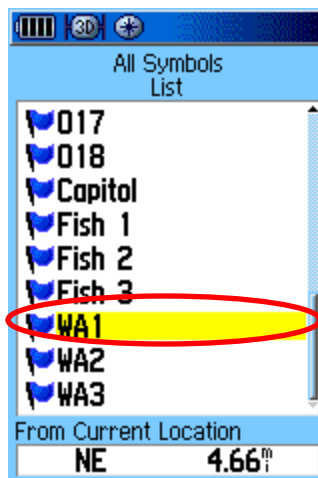 3D
All Symbols
List
017
018
Capitol
Fish 1
Fish 2
Fish 3
WA1
WA2
WA3
From Current Location
NE 4.66mi